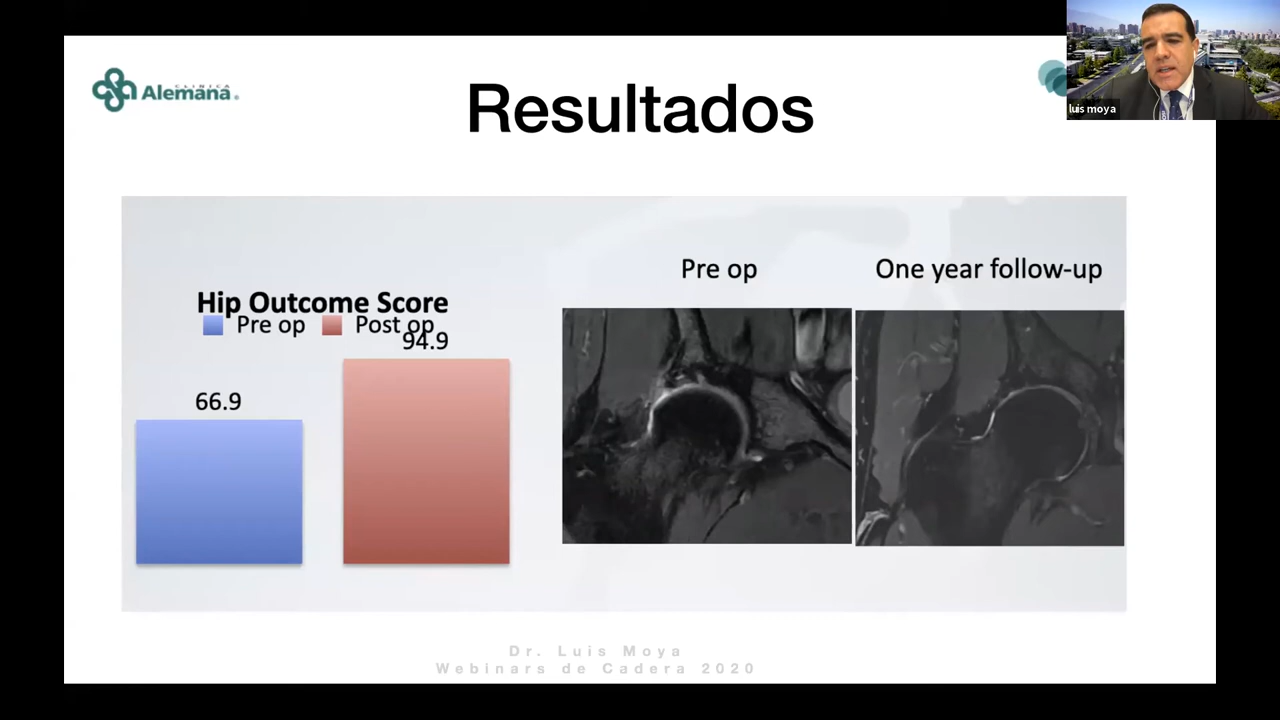 CLINICA
Alemana
Resultados
luis moya
Hip Outcome Score
Pre op Post op
94.9
66.9
Pre op One year follow-up
Dr. Luis Moya
Webinars de Cadera 2020